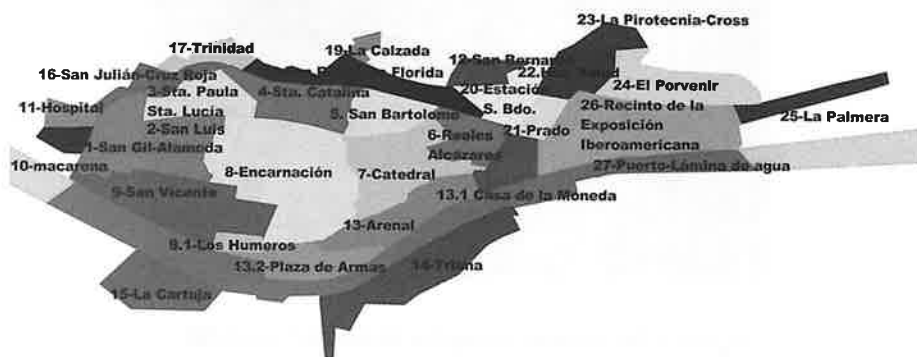 23-La Pirotecnia-Cross
17-Trinidad
19-La Calzada
12-San Bernardo
Florida
16-San Julián-Cruz Roja
22-
24-El Porvenir
3-Sta. Paula
4-Sta. Catalina
20-Estación
S. Bdo.
11-Hospital
Sta. Lucía
5. San Bartolomé
26-Recinto de la
Exposición
Iberoamericana
25-La Palmera
2-San Luis
6-Reales
Alcázares
21-Prado
1-San Gil-Alameda
10-macarena
8-Encarnación
7-Catedral
27-Puerto-Lámina de agua
9-San Vicente
13.1 Casa de la Moneda
13-Arenal
9.1-Los Humeros
13.2-Plaza de Armas
14-Triana
15-La Cartuja